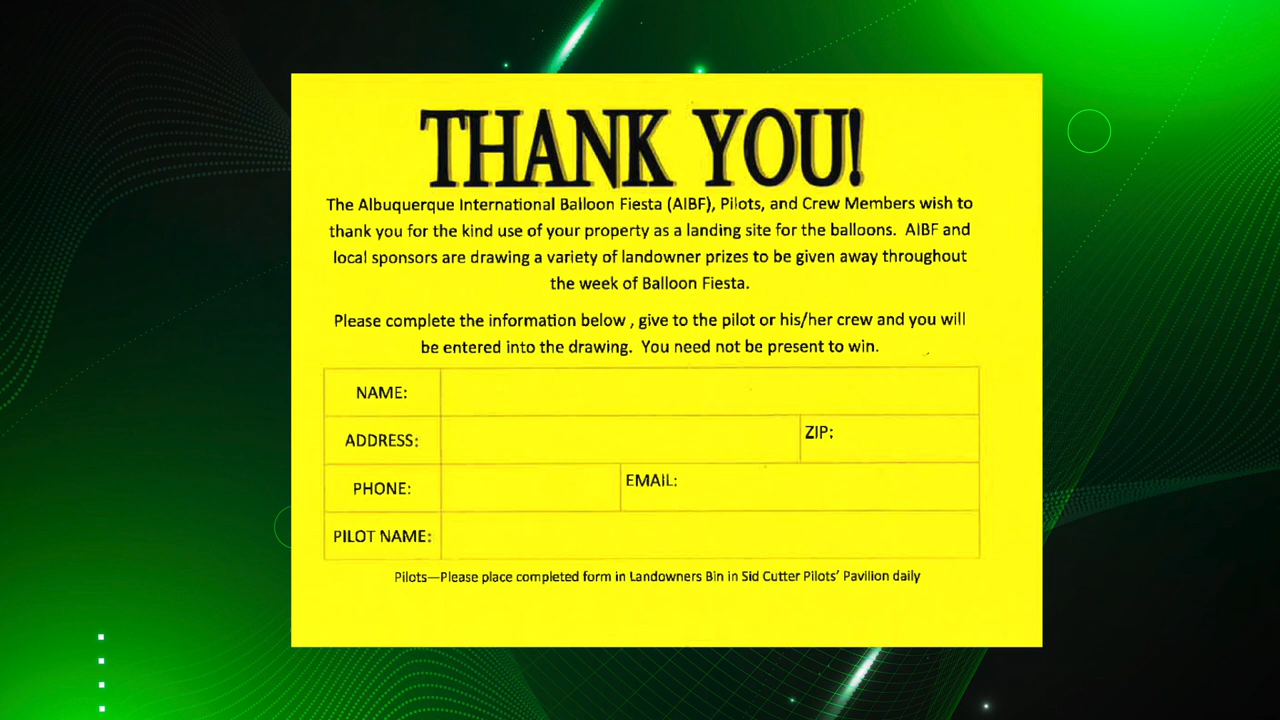 THANK YOU!
The Albuquerque International Balloon Fiesta (AIBF), Pilots, and Crew Members wish to
thank you for the kind use of your property as a landing site for the balloons. AIBF and
local sponsors are drawing a variety of landowner prizes to be given away throughout
the week of Balloon Fiesta.
Please complete the information below , give to the pilot or his/her crew and you will
be entered into the drawing. You need not be present to win.
NAME:
ADDRESS:
ZIP:
PHONE:
EMAIL:
PILOT NAME:
Pilots—Please place completed form in Landowners Bin in Sid Cutter Pilots' Pavilion daily